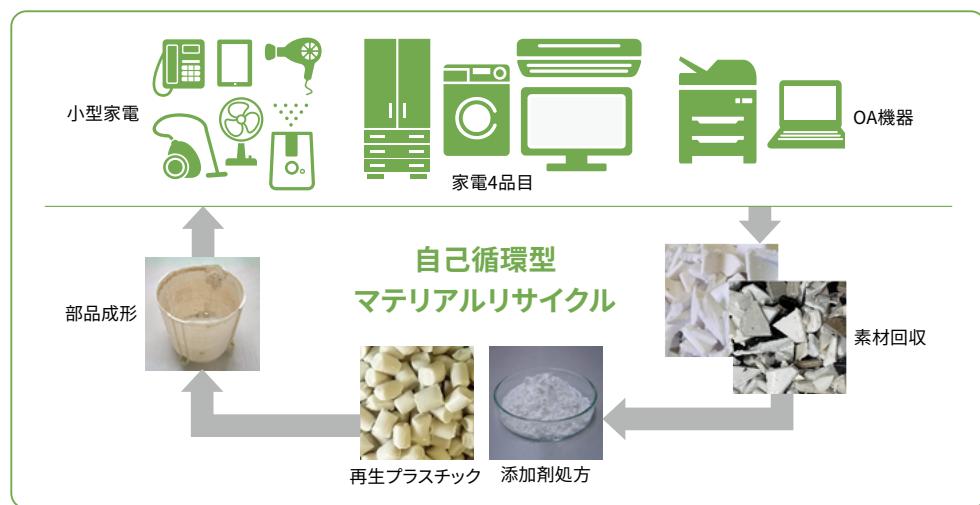 小型家電
家電4品目
OA機器
自己循環型
マテリアルリサイクル
部品成形
素材回収
再生プラスチック
添加剤処方